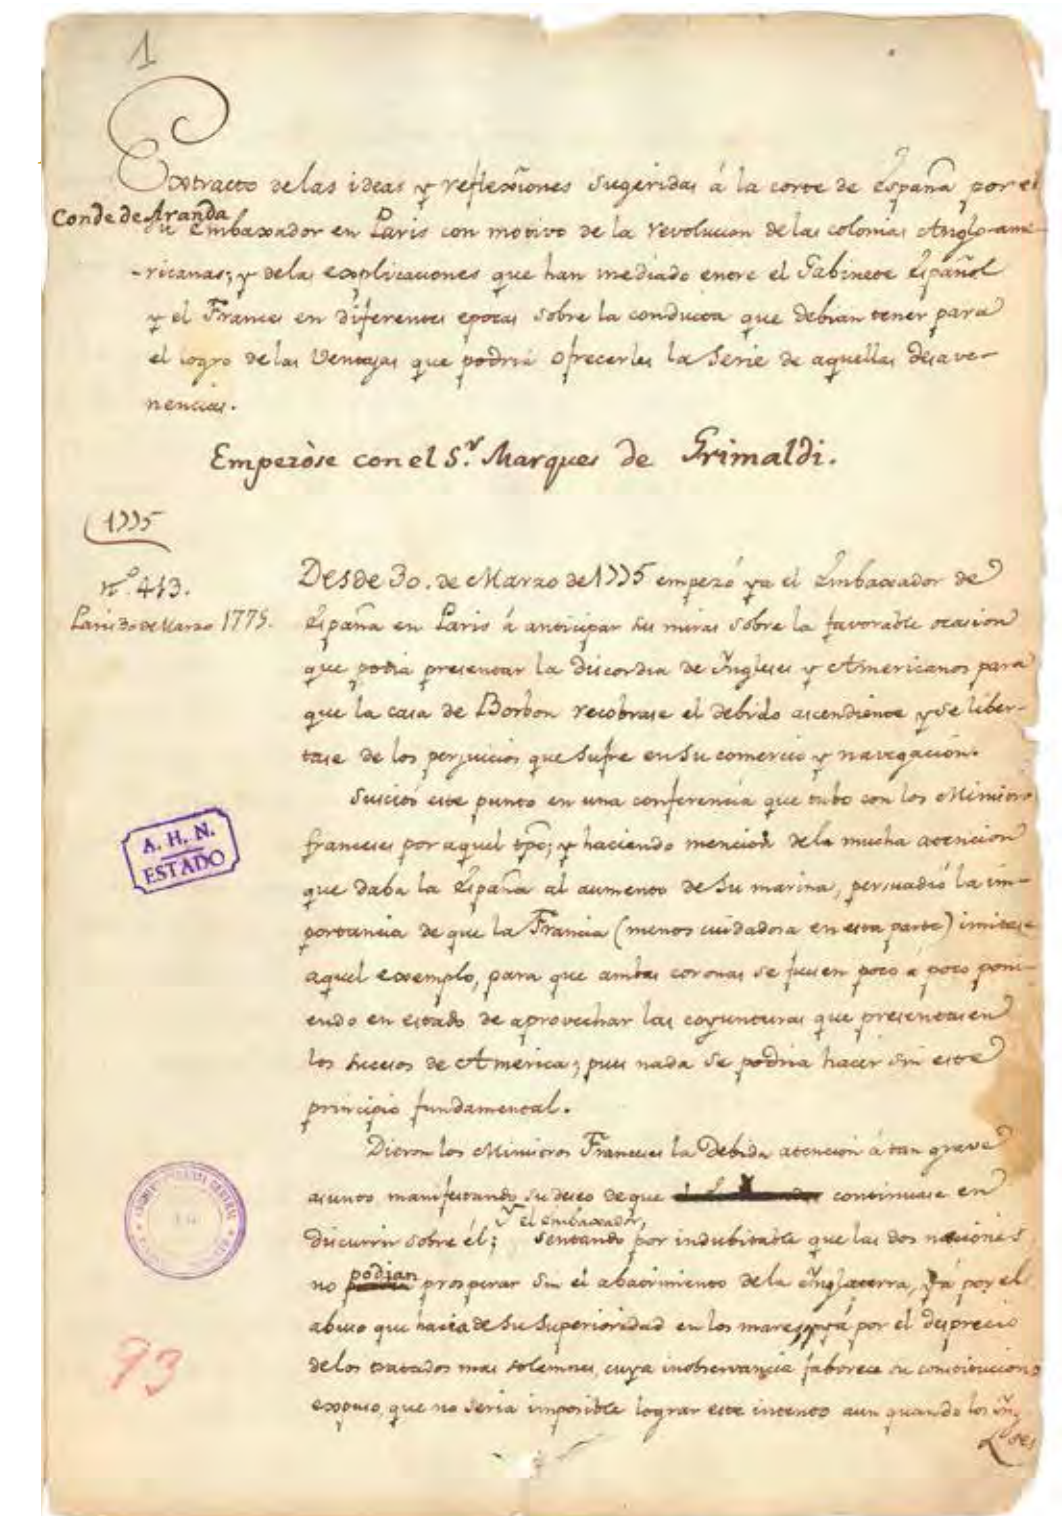 1
Extracto de las ideas y reflexiones sugeridas á la corte de España por el
Conde de Aranda
su Embaxador en Paris con motivo de la revolucion de las colonias Anglo-ame-
-ricanas; y de las explicaciones que han mediado entre el Gabinete Español
y el Frances en diferentes epocas sobre la conducta que debian tener para
el logro de las ventajas que podria ofrecerles la Serie de aquellas desave-
nencias.
Empezòse con el S.r Marques de Grimaldi.
1775
n.o 413.
Paris 30 de Marzo 1775.
Desde 30. de Marzo de 1775 empezó ya el Embaxador de
España en Paris á anticipar sus miras sobre la favorable ocasion
que podia presentar la discordia de Ingleses y Americanos para
que la casa de Borbon recobrase el debido ascendiente y se liber-
tase de los perjuicios que sufre en su comercio y navegacion.
Suscitó este punto en una conferencia que tubo con los Ministros
franceses por aquel tpo; y haciendo mencion de la mucha atencion
que daba la España al aumento de su marina, persuadió la im-
portancia de que la Francia (menos cuidadosa en esta parte) imitase
aquel exemplo, para que ambas coronas se fuesen poco á poco poni-
endo en estado de aprovechar las coyunturas que presentasen
los sucesos de America; pues nada se podria hacer sin este
principio fundamental.
A. H. N.
ESTADO
Dieron los Ministros Franceses la debida atencion á tan grave
asunto manifestando su deseo de que continuase en
y el embaxador,
discurrir sobre él; sentando por indubitable que las dos naciones
podian
no prosperar sin el abatimiento de la Inglaterra, yá por el
abuso que hacia de su superioridad en los mares, yá por el desprecio
de los tratados mas solemnes, cuya inobservancia faborece su constitucion
expuso, que no seria imposible lograr este intento aun quando los Yn-
gleses
93